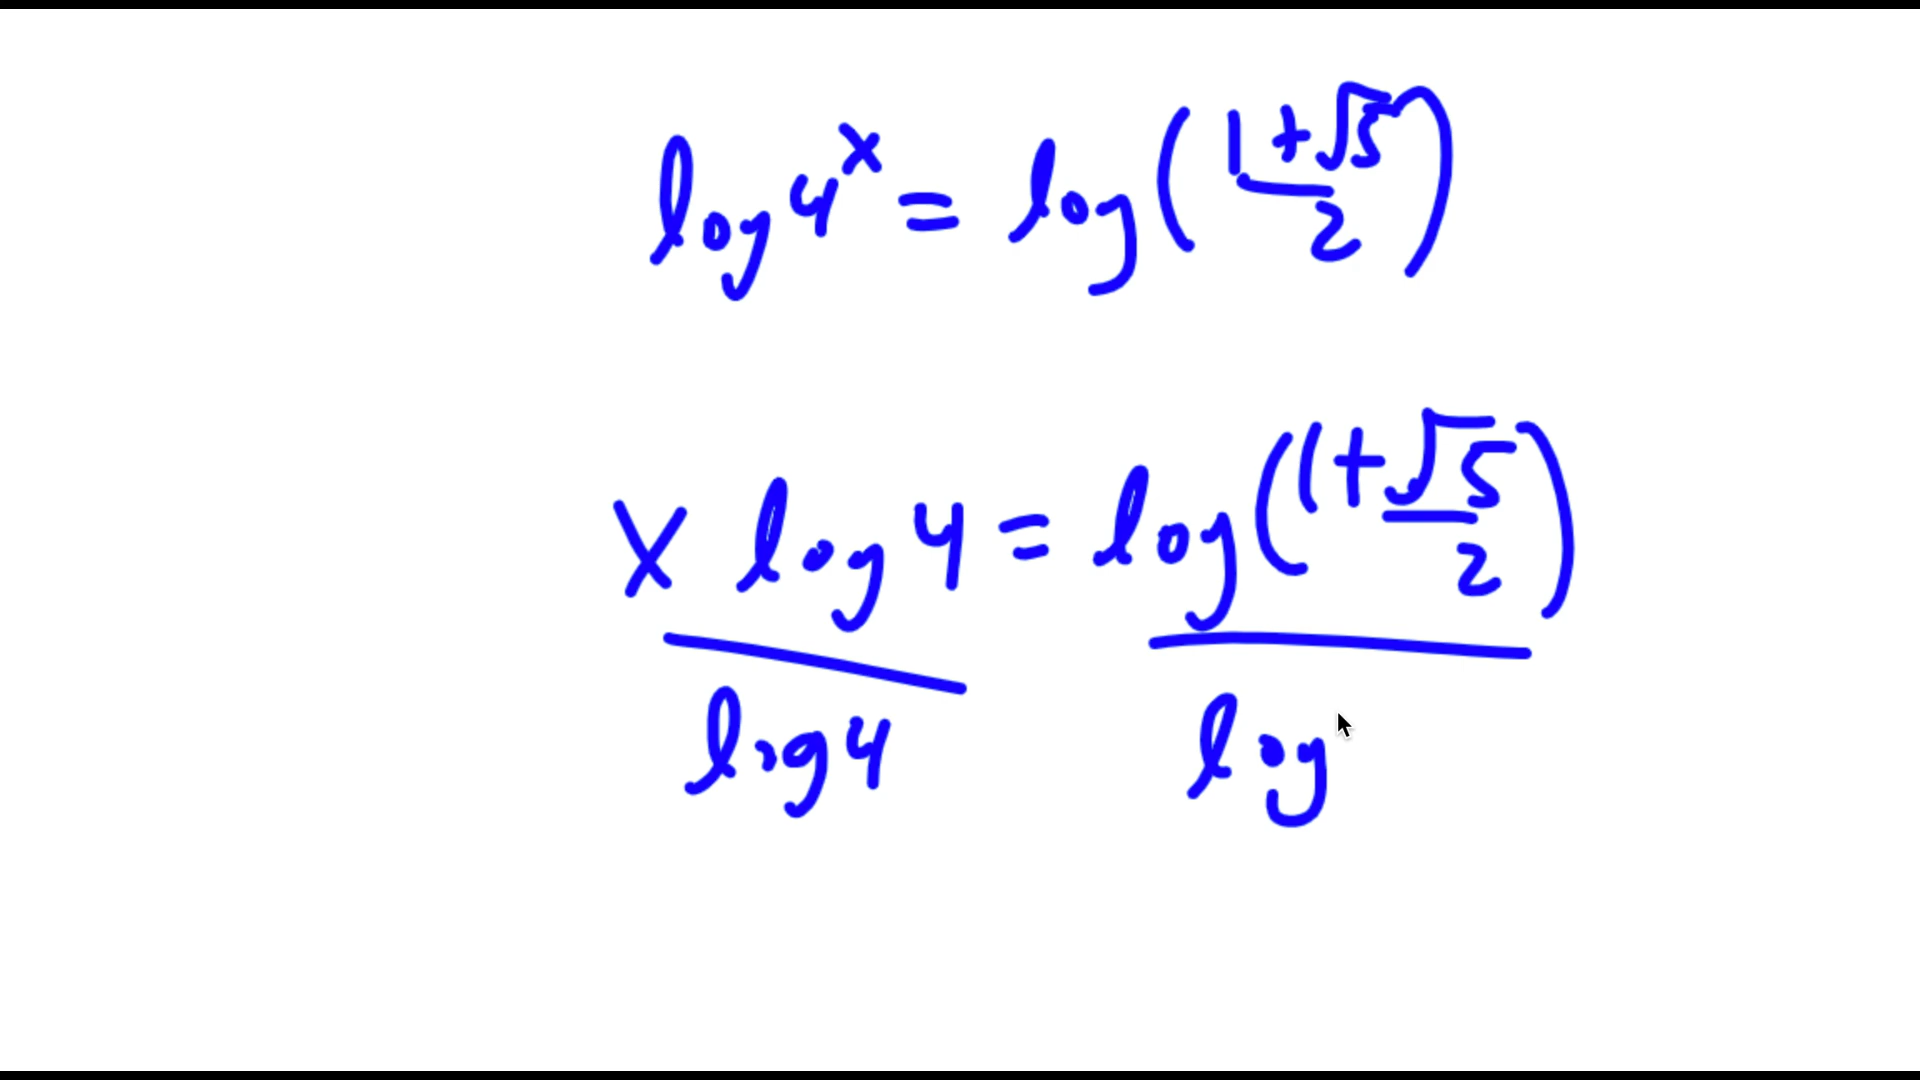 log 4^x = log((1+√5)/2)
x log 4 = log((1+√5)/2)
log 4 log